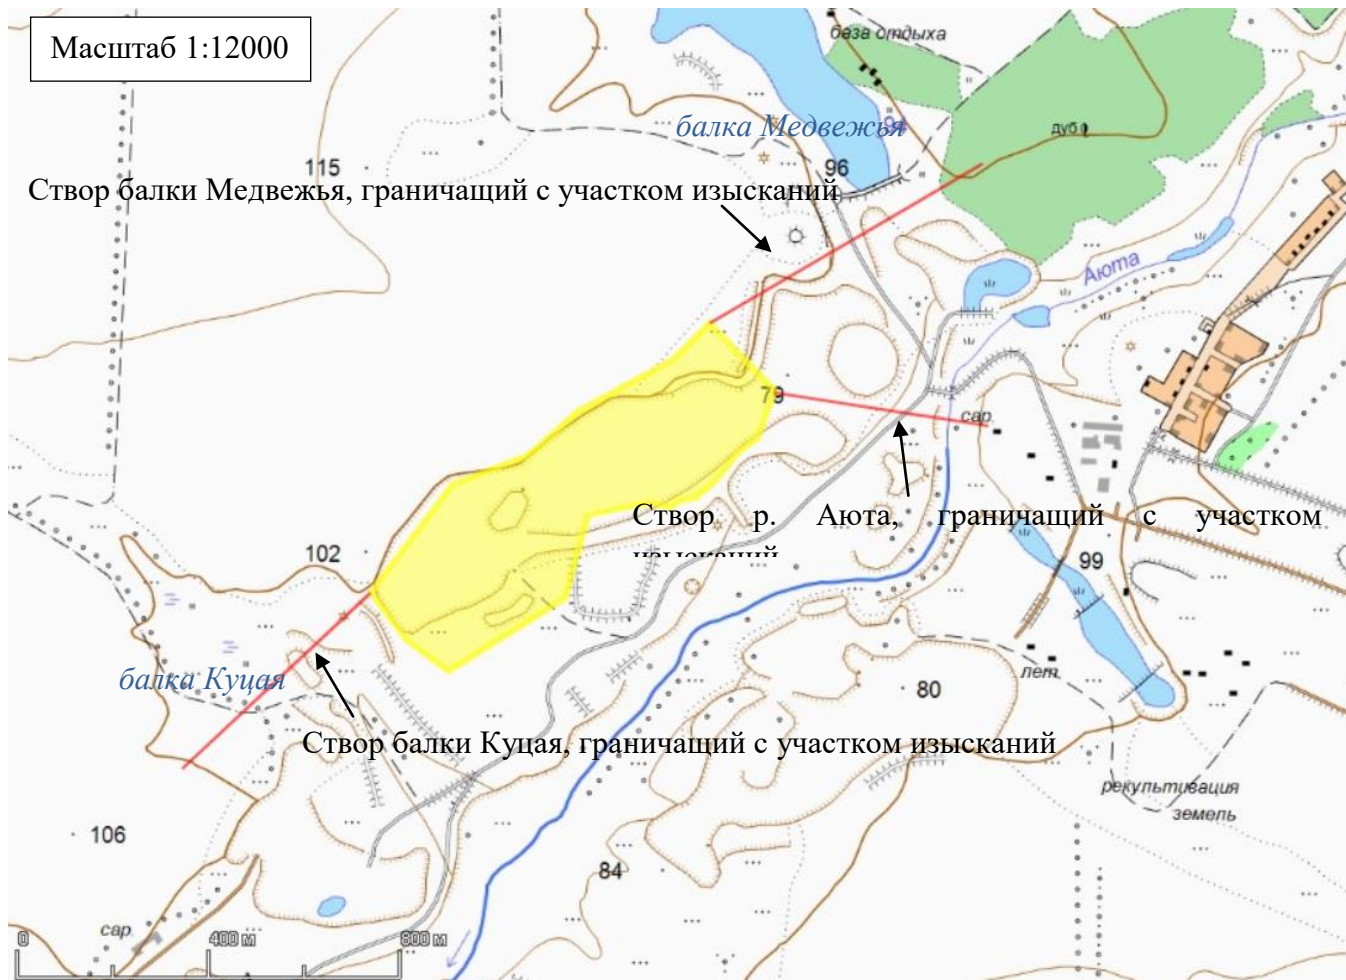 Масштаб 1:12000
база отдыха
балка Медвежья
дуб
115
96
Створ балки Медвежья, граничащий с участком изысканий
Аюта
79
сар.
Створ р. Аюта, граничащий с участком
изысканий
102
99
балка Куцая
лет.
80
Створ балки Куцая, граничащий с участком изысканий
рекультивация
земель
106
84
сар.
0 400 м 800 м